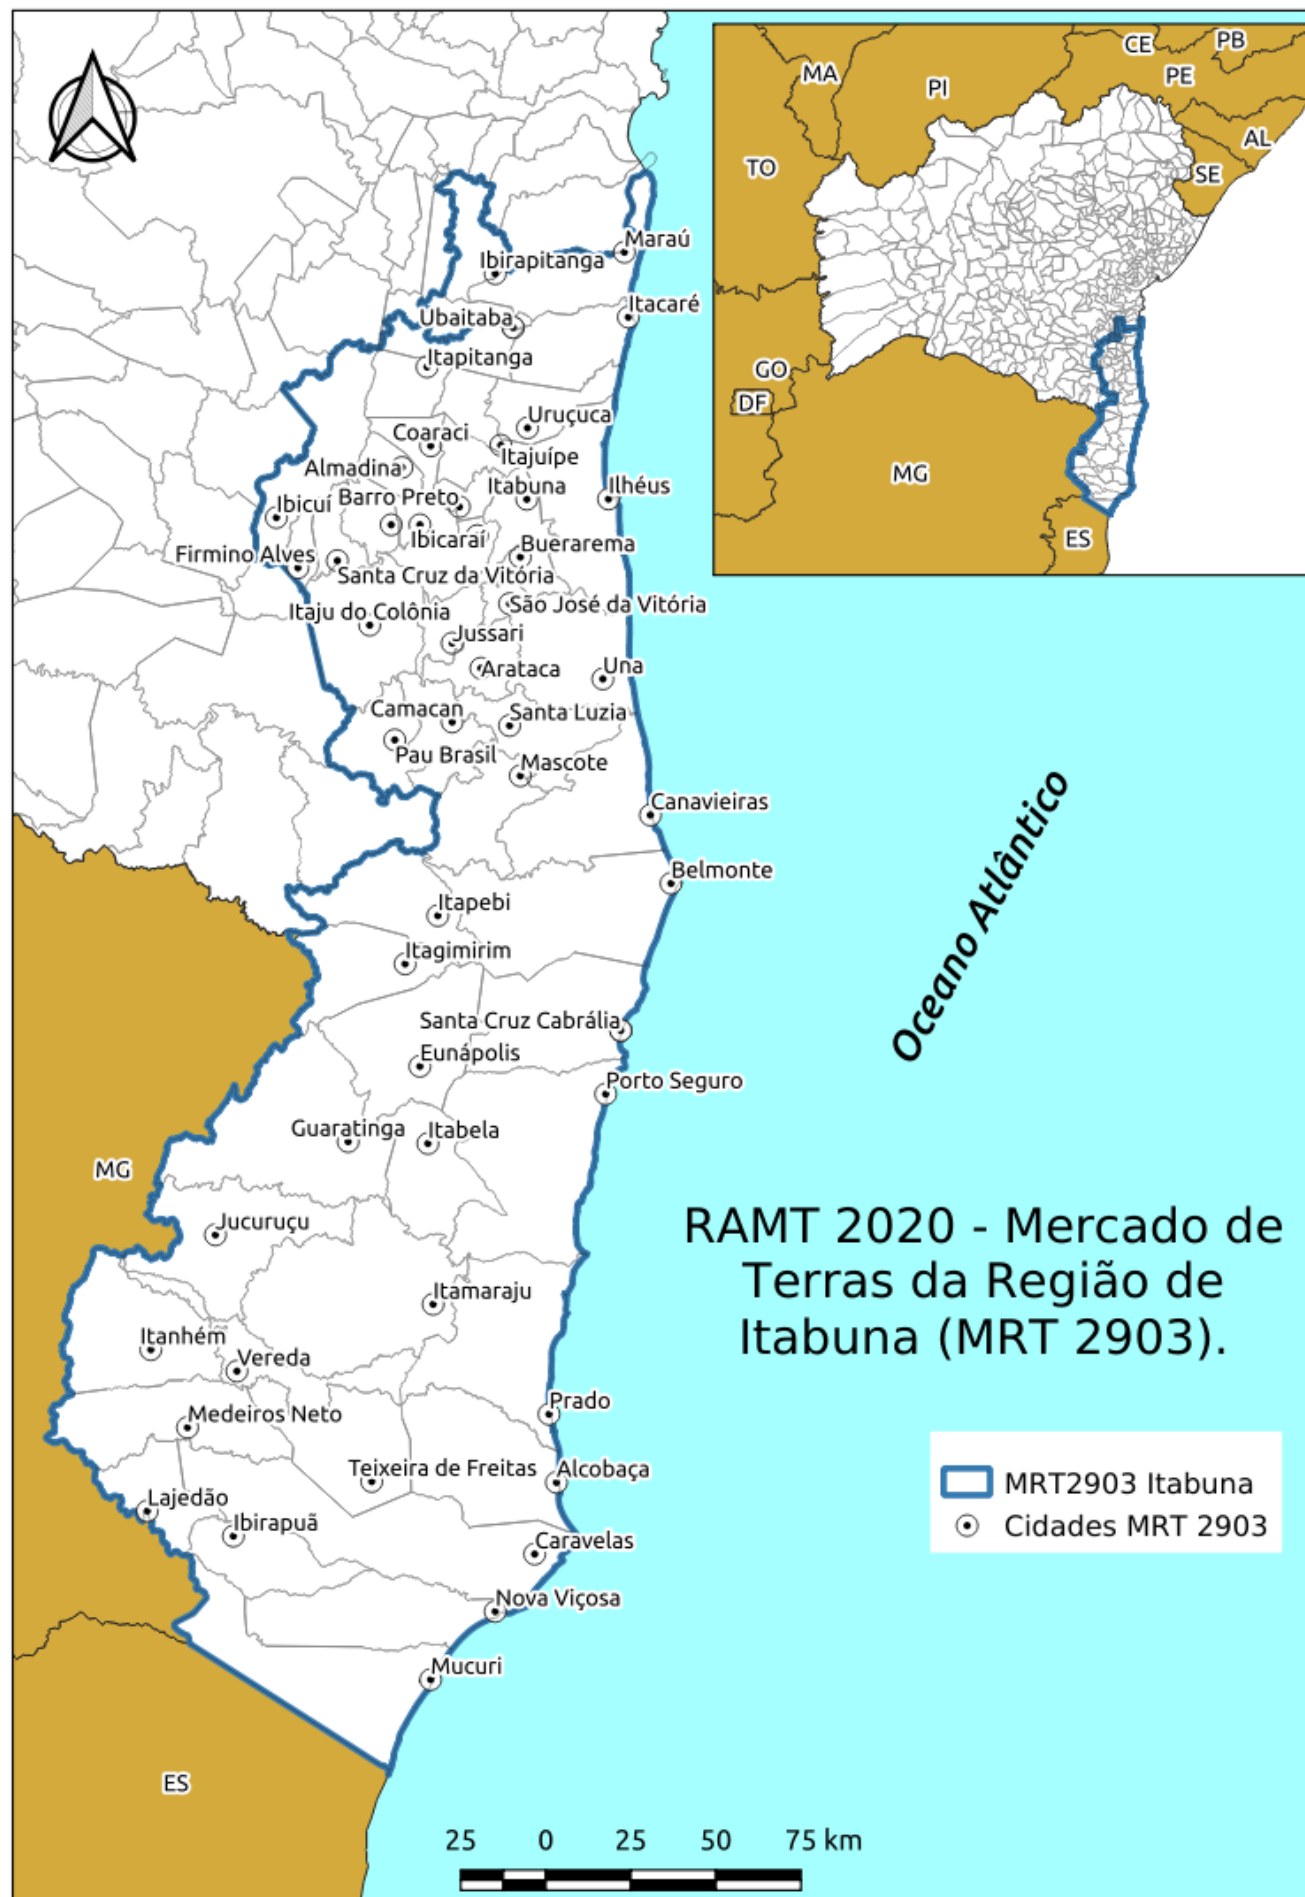 MA
PI
CE
PB
PE
AL
SE
TO
GO
DF
MG
ES
Maraú
Ibirapitanga
Itacaré
Ubaitaba
Itapitanga
Uruçuca
Coaraci
Itajuípe
Almadina
Barro Preto
Itabuna
Ilhéus
Ibicuí
Ibicaraí
Buerarema
Firmino Alves
Santa Cruz da Vitória
Itaju do Colônia
São José da Vitória
Jussari
Arataca
Una
Camacan
Santa Luzia
Pau Brasil
Mascote
Canavieiras
Belmonte
Itapebi
Itagimirim
Santa Cruz Cabrália
Eunápolis
Porto Seguro
Guaratinga
Itabela
MG
Jucuruçu
Itamaraju
Itanhém
Vereda
Prado
Medeiros Neto
Teixeira de Freitas
Alcobaça
Lajedão
Ibirapuã
Caravelas
Nova Viçosa
Mucuri
ES
Oceano Atlântico
RAMT 2020 - Mercado de
Terras da Região de
Itabuna (MRT 2903).
MRT2903 Itabuna
Cidades MRT 2903
25 0 25 50 75 km